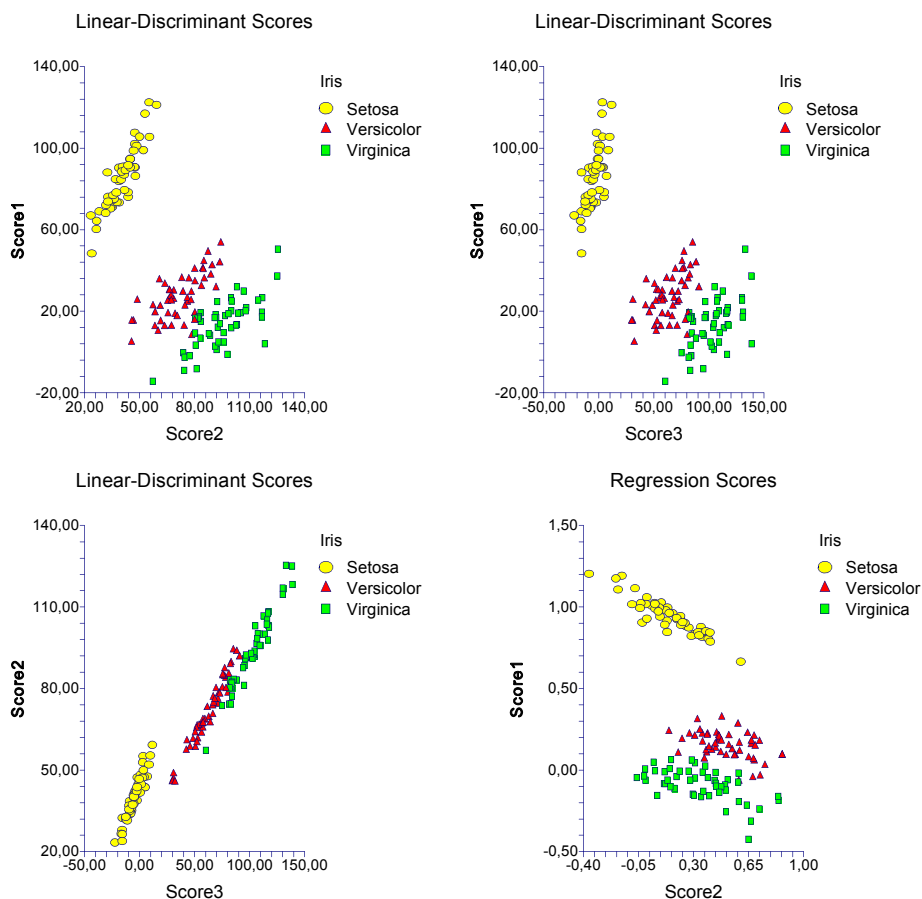 Linear-Discriminant Scores
140,00
100,00
60,00
20,00
-20,00
20,00 50,00 80,00 110,00 140,00
Score1
Score2
Iris
Setosa
Versicolor
Virginica
Linear-Discriminant Scores
140,00
100,00
60,00
20,00
-20,00
-50,00 0,00 50,00 100,00 150,00
Score1
Score3
Iris
Setosa
Versicolor
Virginica
Linear-Discriminant Scores
140,00
110,00
80,00
50,00
20,00
-50,00 0,00 50,00 100,00 150,00
Score2
Score3
Iris
Setosa
Versicolor
Virginica
Regression Scores
1,50
1,00
0,50
0,00
-0,50
-0,40 -0,05 0,30 0,65 1,00
Score1
Score2
Iris
Setosa
Versicolor
Virginica